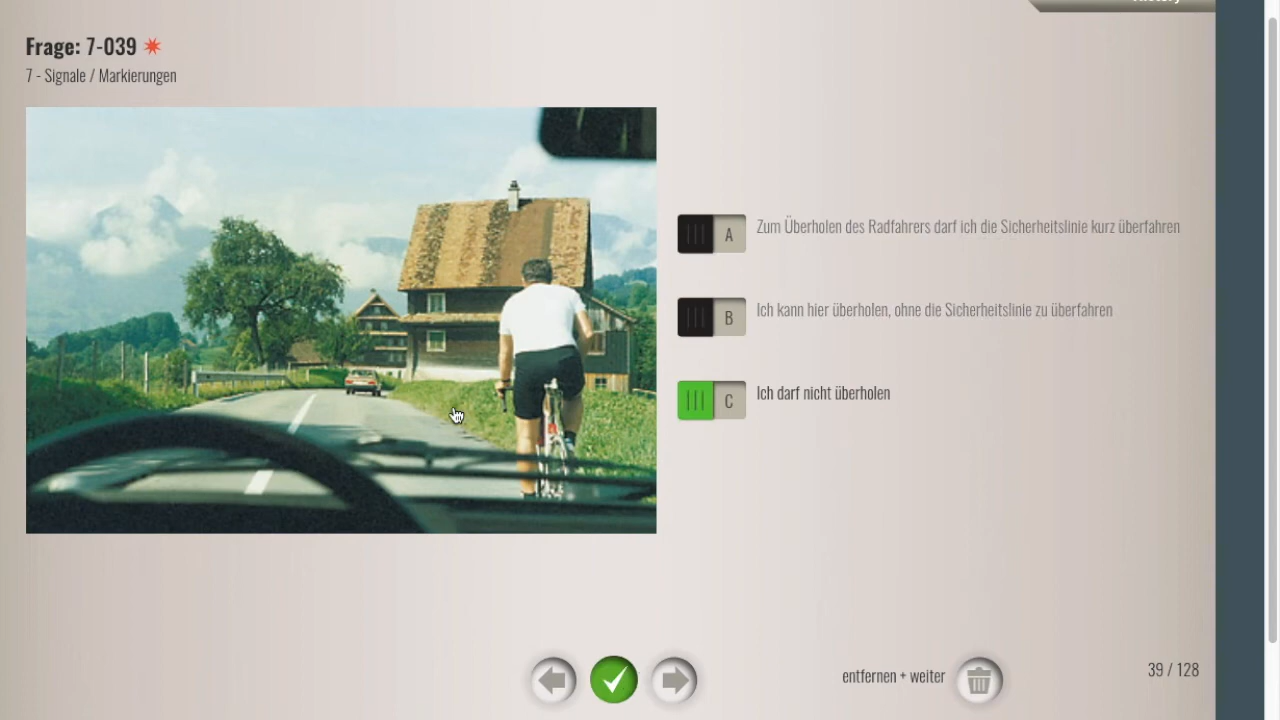 Frage: 7-039
7 - Signale / Markierungen
A Zum Überholen des Radfahrers darf ich die Sicherheitslinie kurz überfahren
B Ich kann hier überholen, ohne die Sicherheitslinie zu überfahren
C Ich darf nicht überholen
entfernen + weiter
39 / 128